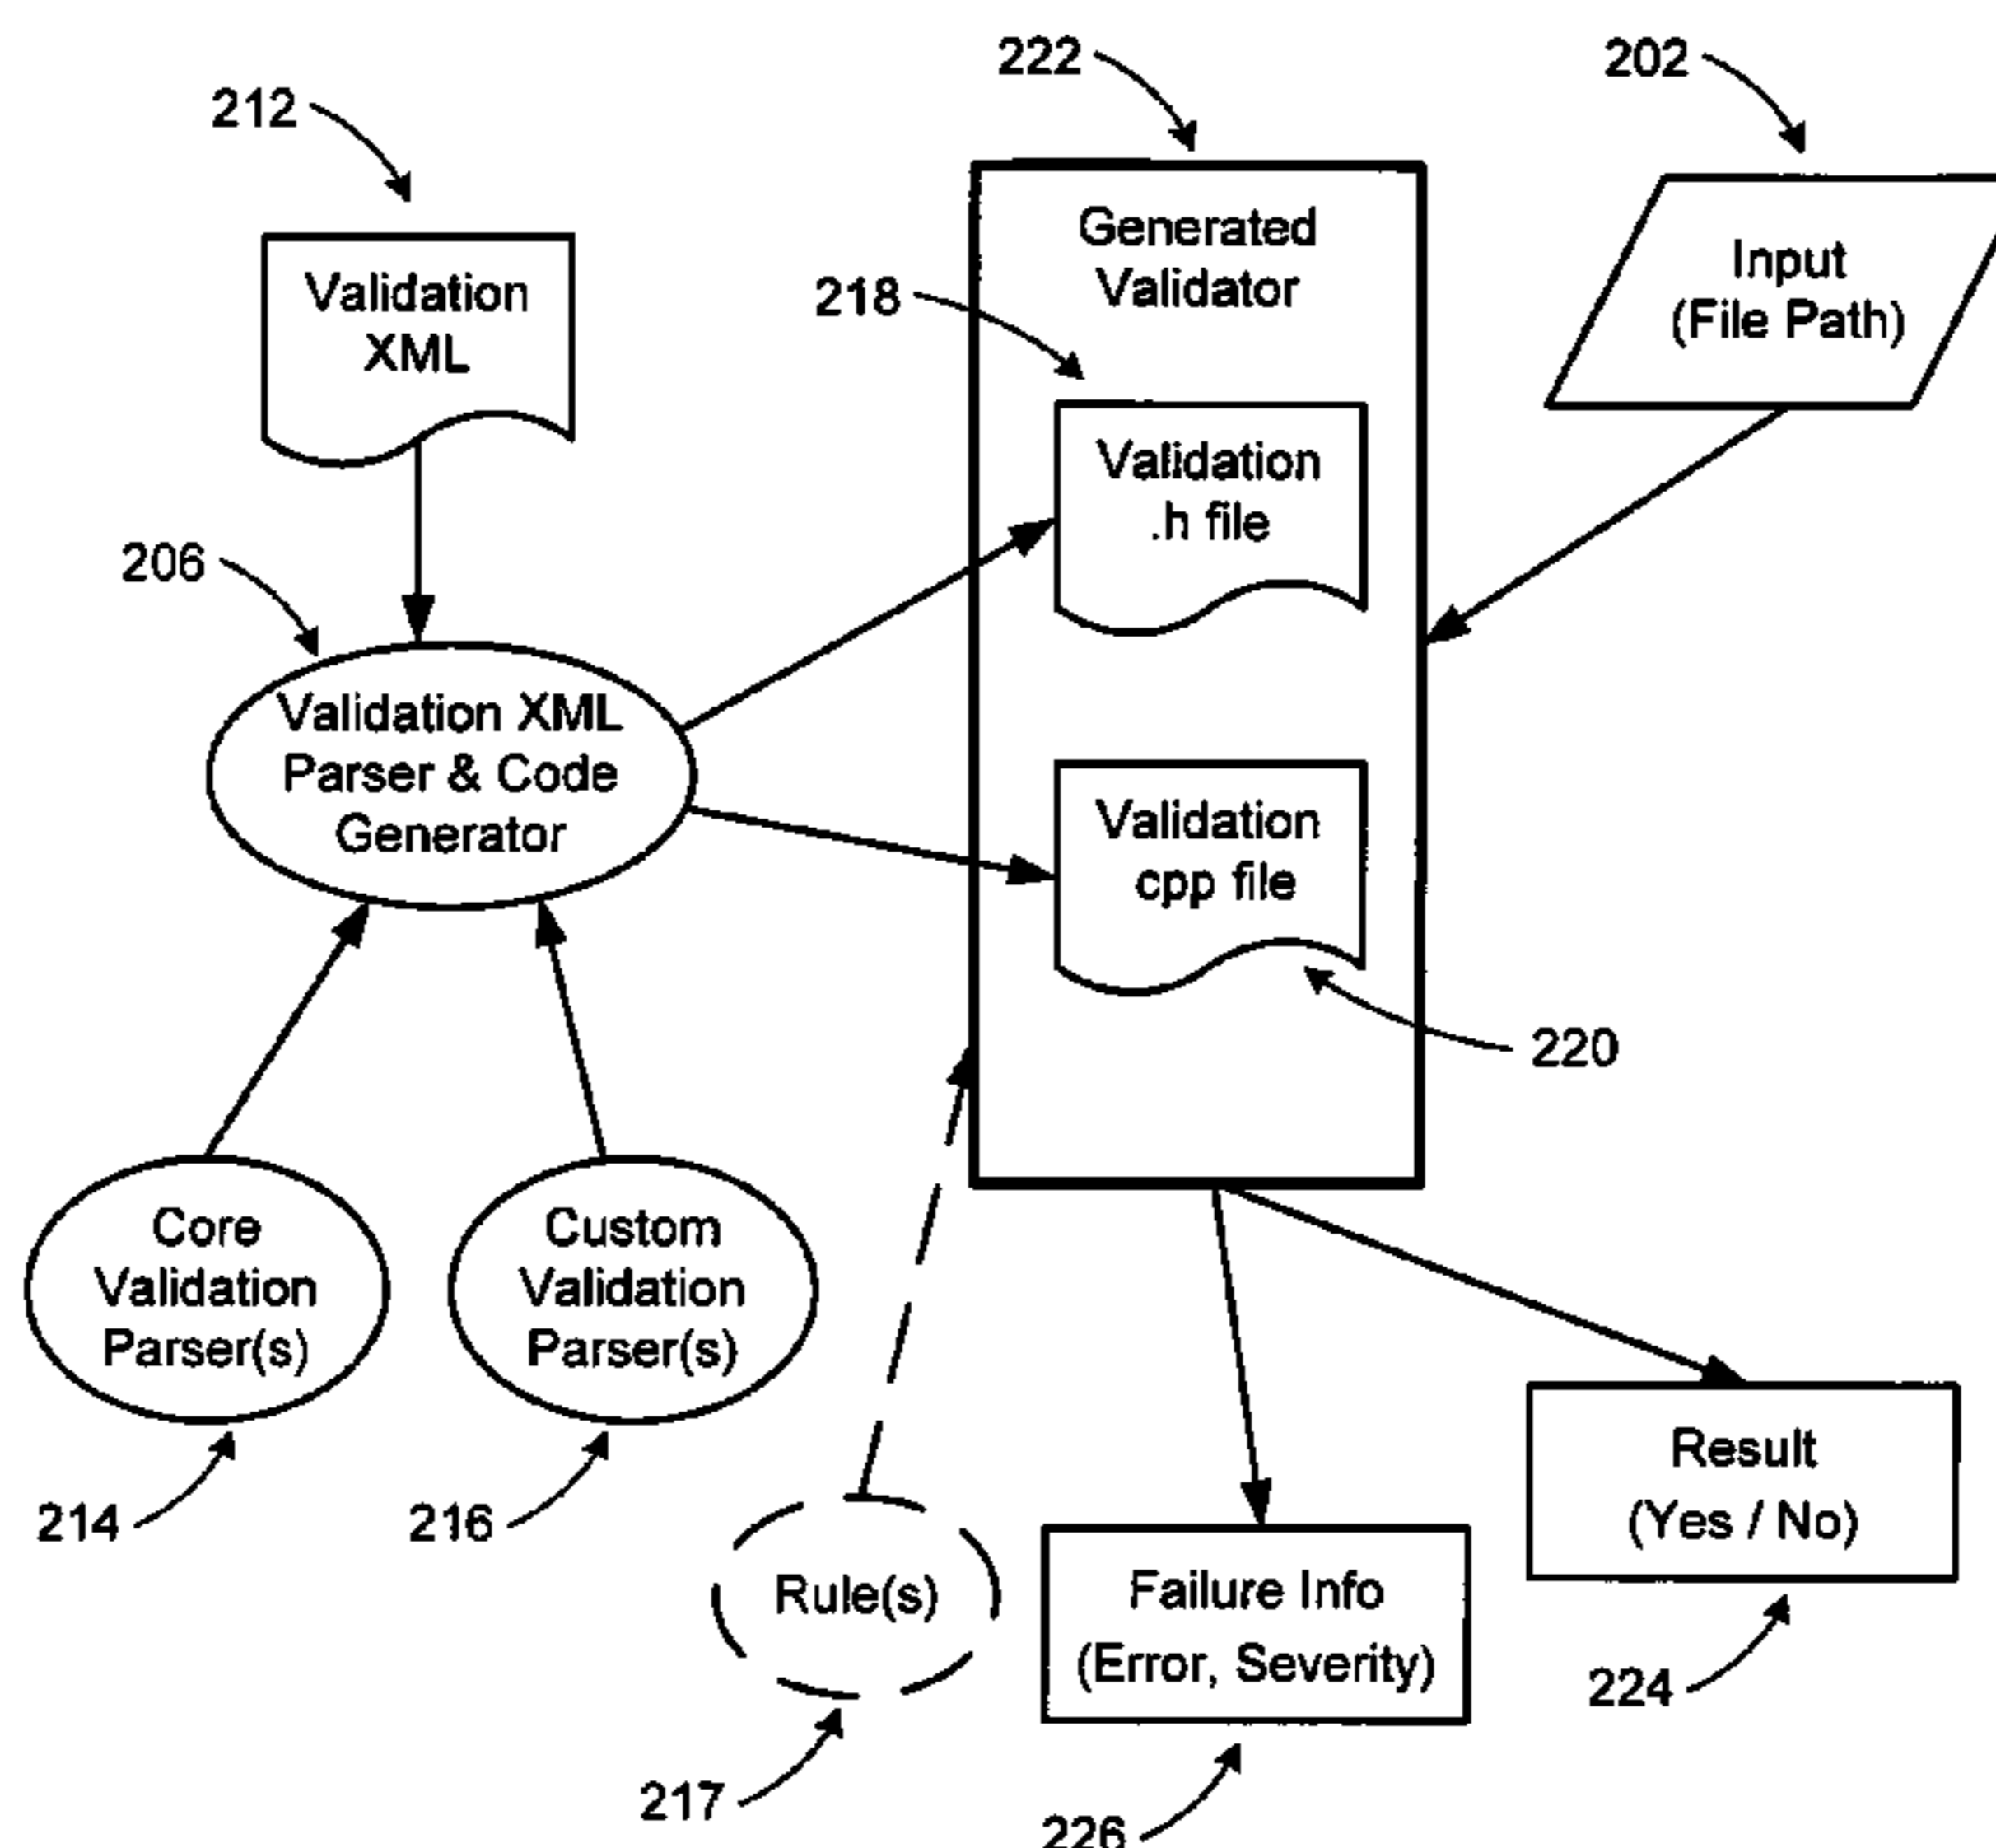 222
202
212
Generated
Validator
Input
(File Path)
Validation
XML
218
Validation
.h file
206
Validation XML
Parser & Code
Generator
Validation
cpp file
220
Core
Validation
Parser(s)
Custom
Validation
Parser(s)
214
216
Rule(s)
Failure Info
(Error, Severity)
Result
(Yes / No)
224
217
226